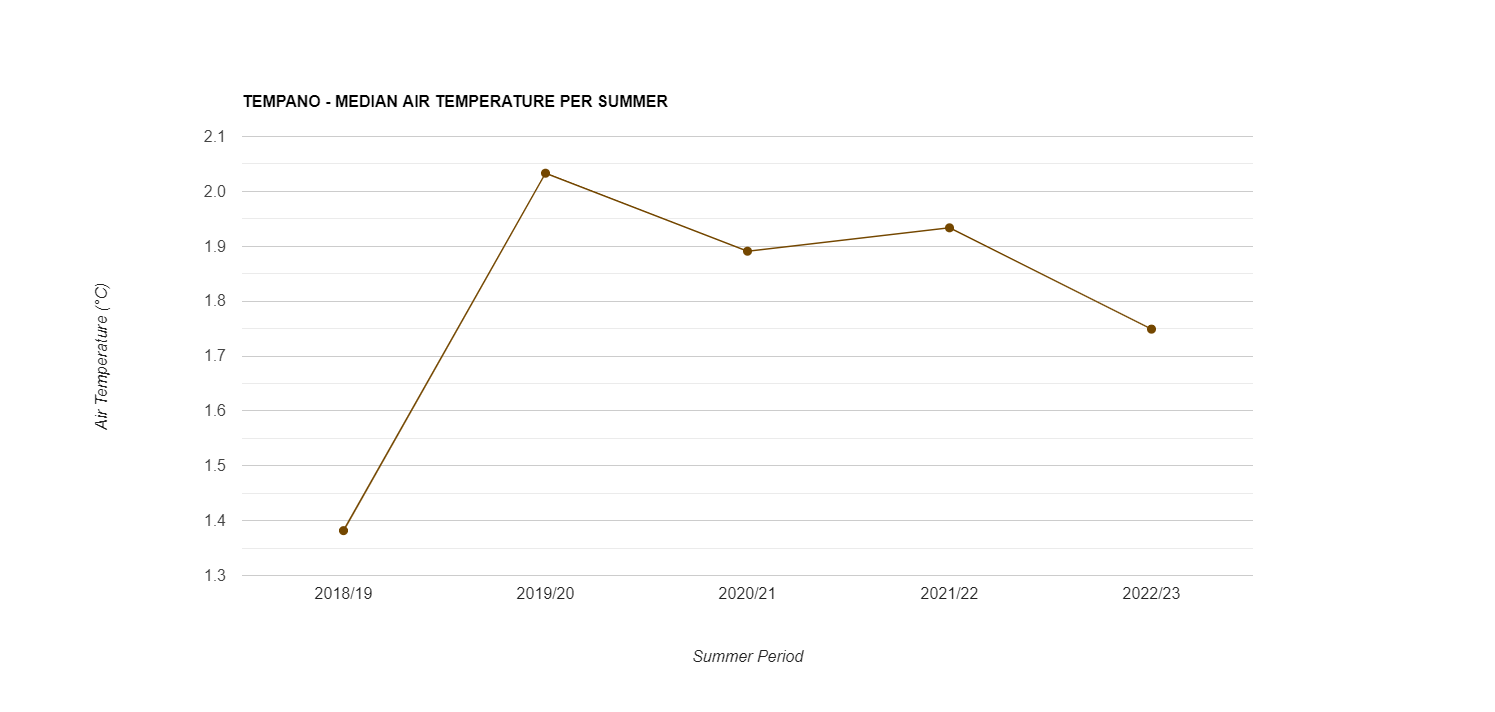 TEMPANO - MEDIAN AIR TEMPERATURE PER SUMMER
2.1
2.0
1.9
1.8
1.7
1.6
1.5
1.4
1.3
Air Temperature (°C)
2018/19 2019/20 2020/21 2021/22 2022/23
Summer Period